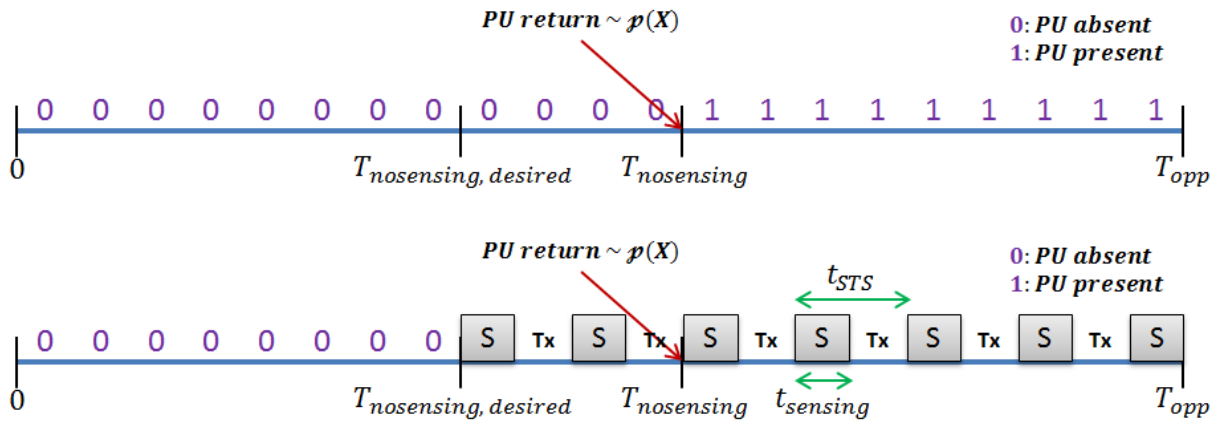 PU return ~ p(X)
0: PU absent
1: PU present
0 0 0 0 0 0 0 0 0 0 0 0 1 1 1 1 1 1 1 1 1
0 T_nosensing, desired T_nosensing T_opp
PU return ~ p(X)
0: PU absent
1: PU present
t_STS
0 0 0 0 0 0 0 0 S Tx S Tx S Tx S Tx S Tx S Tx S
0 T_nosensing, desired T_nosensing t_sensing T_opp